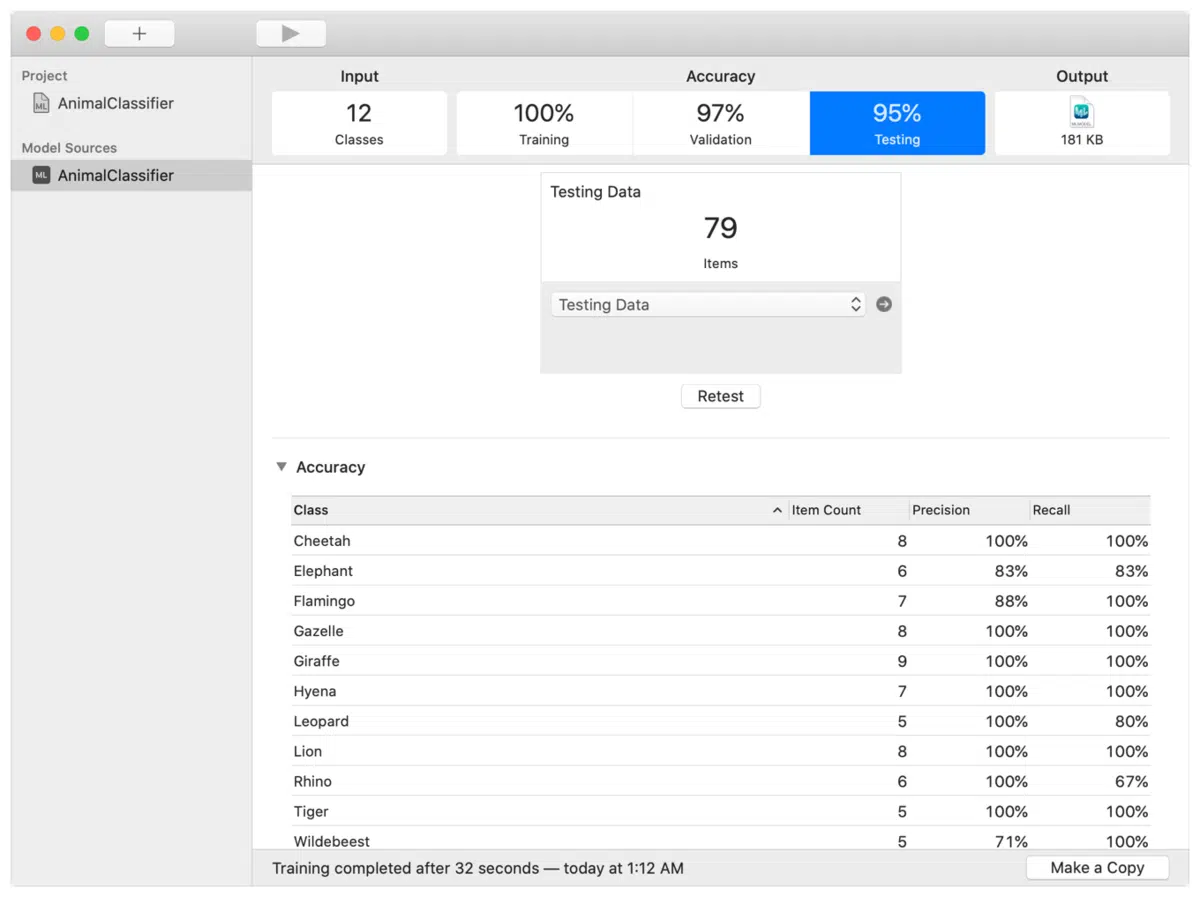 Project
AnimalClassifier
Model Sources
ML AnimalClassifier
Input Accuracy Output
12 100% 97% 95%
Classes Training Validation Testing 181 KB
Testing Data
79
Items
Testing Data
Retest
Accuracy
Class Item Count Precision Recall
Cheetah 8 100% 100%
Elephant 6 83% 83%
Flamingo 7 88% 100%
Gazelle 8 100% 100%
Giraffe 9 100% 100%
Hyena 7 100% 100%
Leopard 5 100% 80%
Lion 8 100% 100%
Rhino 6 100% 67%
Tiger 5 100% 100%
Wildebeest 5 71% 100%
Training completed after 32 seconds — today at 1:12 AM Make a Copy